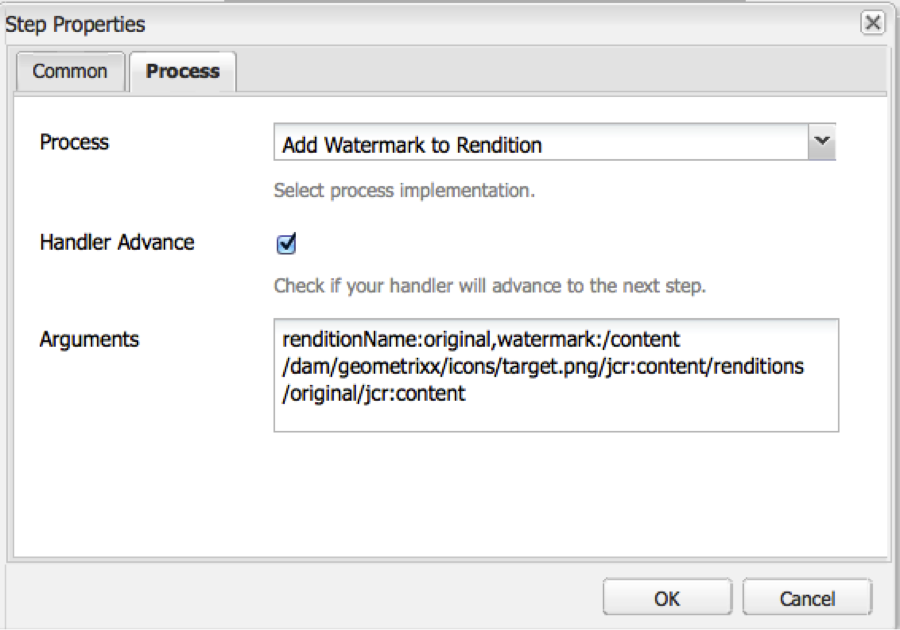 Step Properties
Common
Process
Process
Add Watermark to Rendition
Select process implementation.
Handler Advance
Check if your handler will advance to the next step.
Arguments
renditionName:original,watermark:/content
/dam/geometrixx/icons/target.png/jcr:content/renditions
/original/jcr:content
OK
Cancel